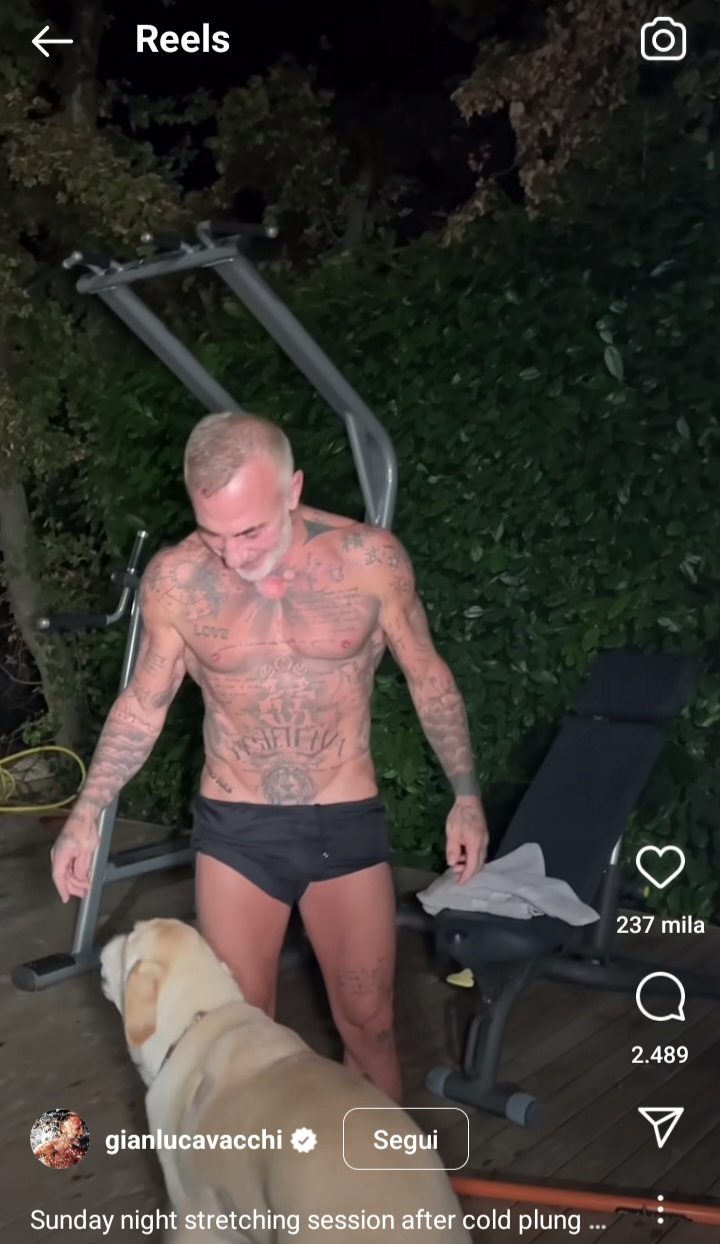 Reels
LOVE
237 mila
2.489
gianlucavacchi
Segui
Sunday night stretching session after cold plung ...